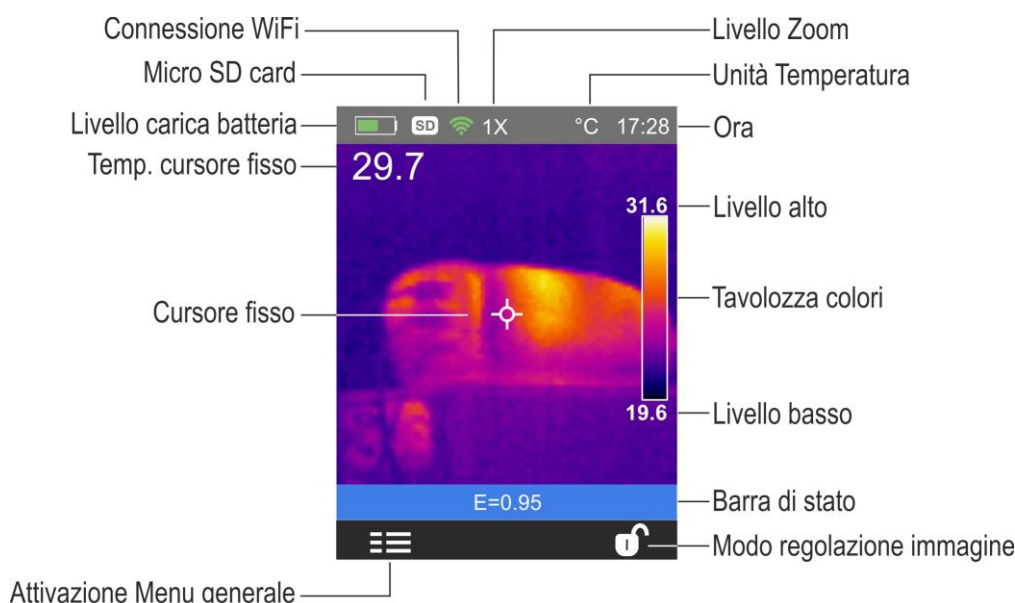 Connessione WiFi
Livello Zoom
Micro SD card
Unità Temperatura
Livello carica batteria
SD 1X °C 17:28
Ora
Temp. cursore fisso
29.7
31.6
Livello alto
Cursore fisso
Tavolozza colori
19.6
Livello basso
E=0.95
Barra di stato
Modo regolazione immagine
Attivazione Menu generale